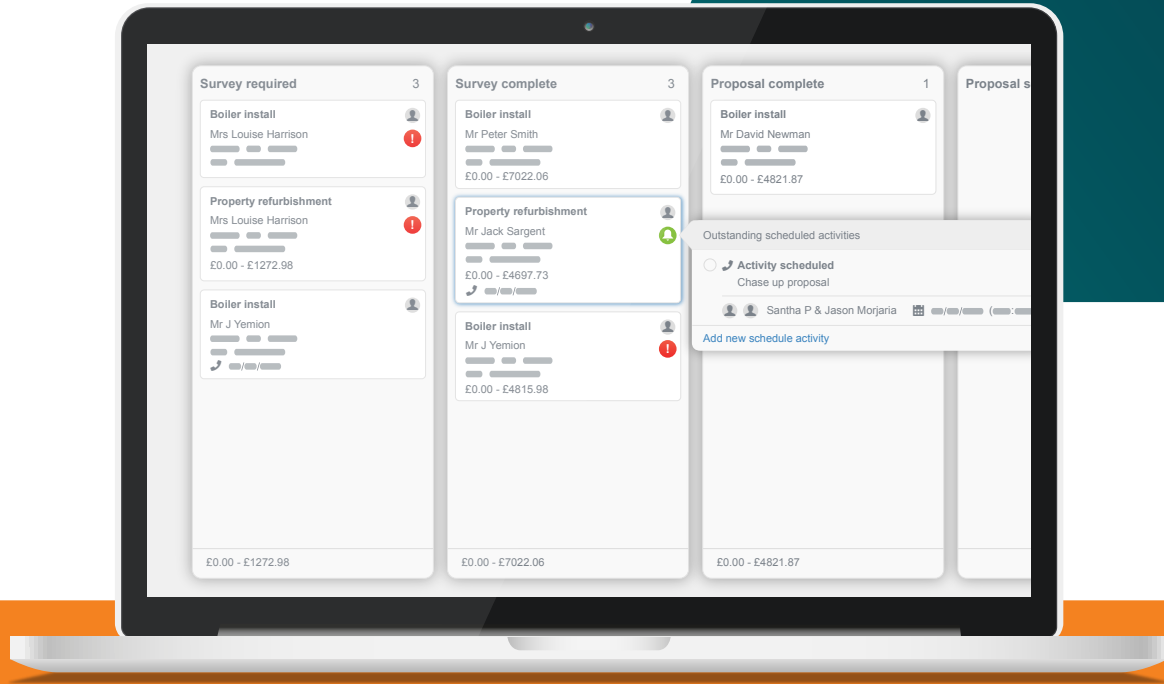 Survey required 3
Boiler install
Mrs Louise Harrison
Property refurbishment
Mrs Louise Harrison
£0.00 - £1272.98
Boiler install
Mr J Yemion
£0.00 - £1272.98
Survey complete 3
Boiler install
Mr Peter Smith
£0.00 - £7022.06
Property refurbishment
Mr Jack Sargent
£0.00 - £4697.73
Boiler install
Mr J Yemion
£0.00 - £4815.98
£0.00 - £7022.06
Proposal complete 1
Boiler install
Mr David Newman
£0.00 - £4821.87
Outstanding scheduled activities
Activity scheduled
Chase up proposal
Santha P & Jason Morjaria
Add new schedule activity
£0.00 - £4821.87
Proposal s